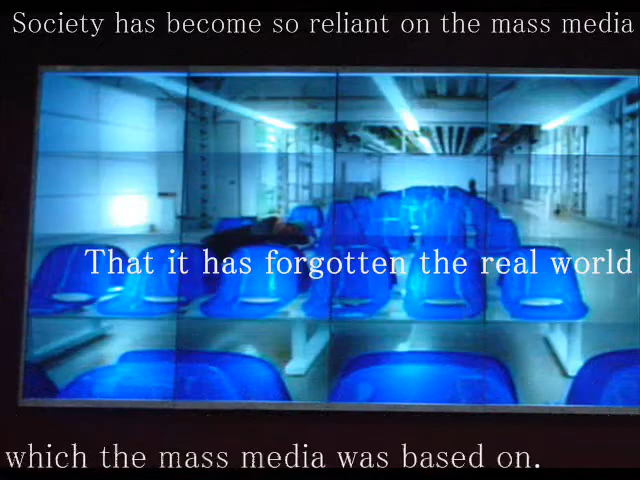 Society has become so reliant on the mass media
That it has forgotten the real world
which the mass media was based on.